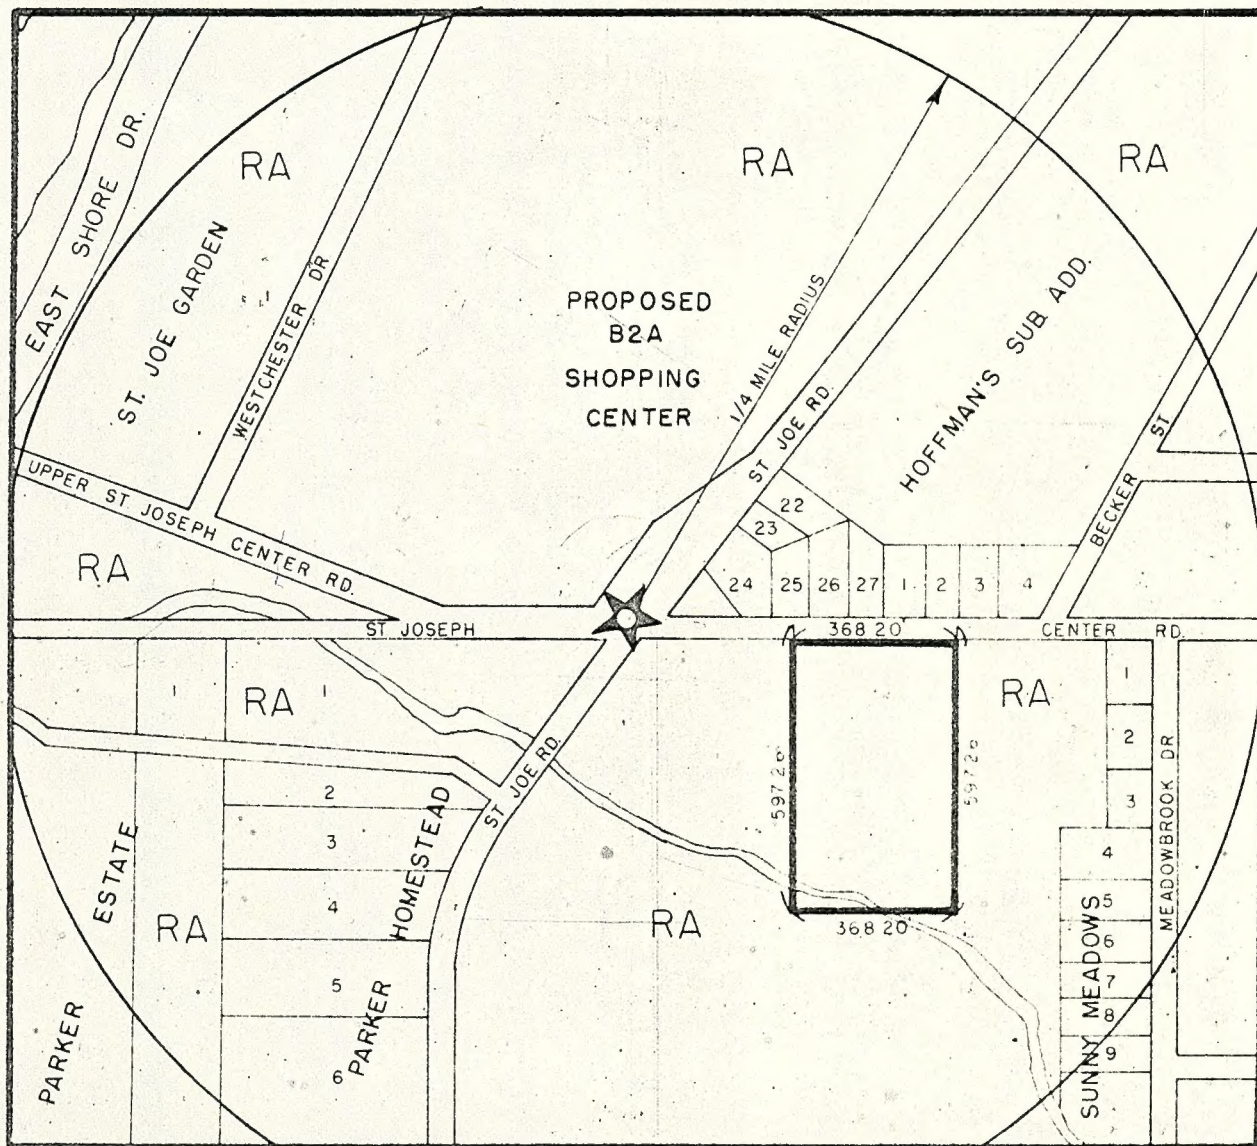 RA
RA
RA
EAST SHORE DR.
ST. JOE GARDEN
WESTCHESTER DR
PROPOSED
B2A
SHOPPING
CENTER
1/4 MILE RADIUS
ST JOE RD.
HOFFMAN'S SUB. ADD.
BECKER ST
UPPER ST. JOSEPH CENTER RD.
RA
22
23
24
25
26
27
1
2
3
4
ST JOSEPH
CENTER RD.
368 20
1
RA
1
RA
1
2
3
4
5
6
7
8
9
MEADOWBROOK DR
SUNNY MEADOWS
597 26
597 26
368 20
ST JOE RD.
2
3
4
5
6
HOMESTEAD
PARKER
ESTATE
PARKER
RA
RA